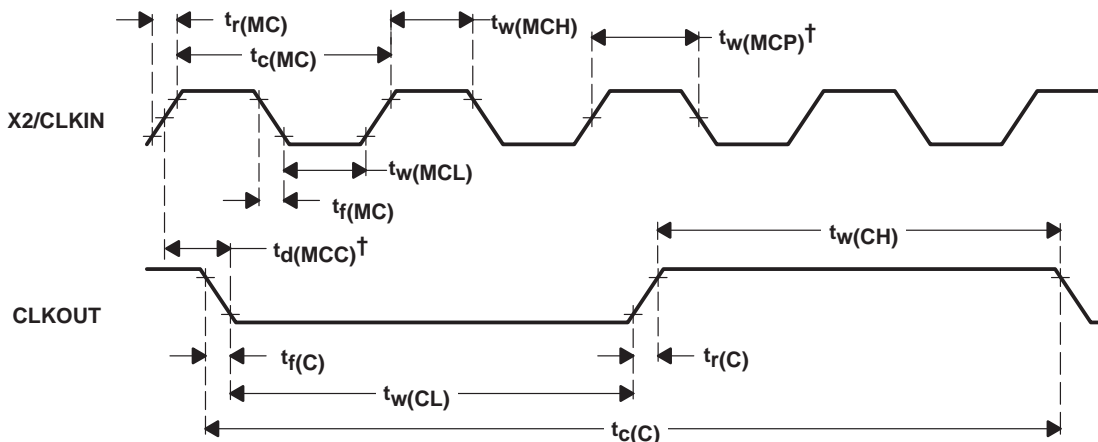 tr(MC)
tw(MCH)
tc(MC)
tw(MCP)†
X2/CLKIN
tw(MCL)
tf(MC)
tw(CH)
td(MCC)†
CLKOUT
tf(C)
tr(C)
tw(CL)
tc(C)